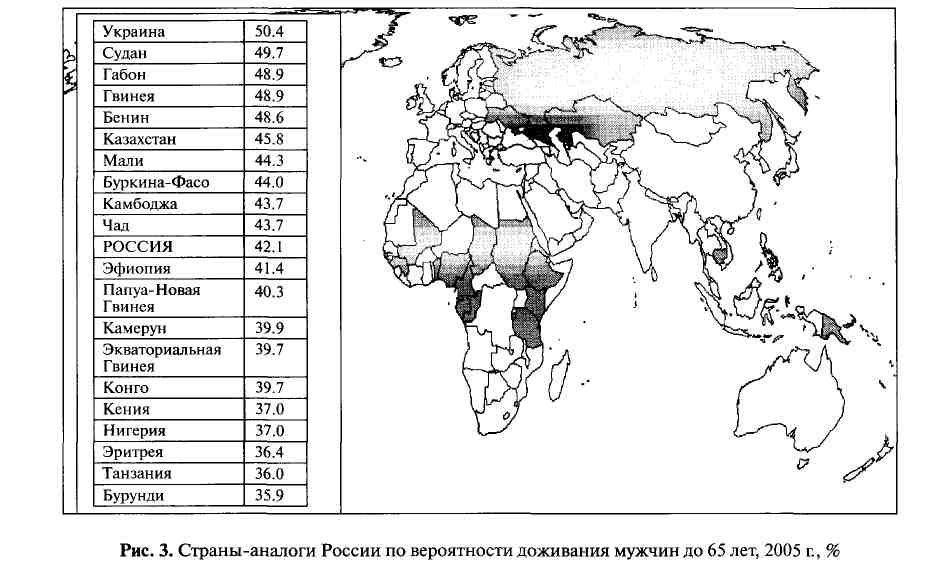 Украина 50.4
Судан 49.7
Габон 48.9
Гвинея 48.9
Бенин 48.6
Казахстан 45.8
Мали 44.3
Буркина-Фасо 44.0
Камбоджа 43.7
Чад 43.7
РОССИЯ 42.1
Эфиопия 41.4
Папуа-Новая 40.3
Гвинея
Камерун 39.9
Экваториальная 39.7
Гвинея
Конго 39.7
Кения 37.0
Нигерия 37.0
Эритрея 36.4
Танзания 36.0
Бурунди 35.9
Рис. 3. Страны-аналоги России по вероятности доживания мужчин до 65 лет, 2005 г., %